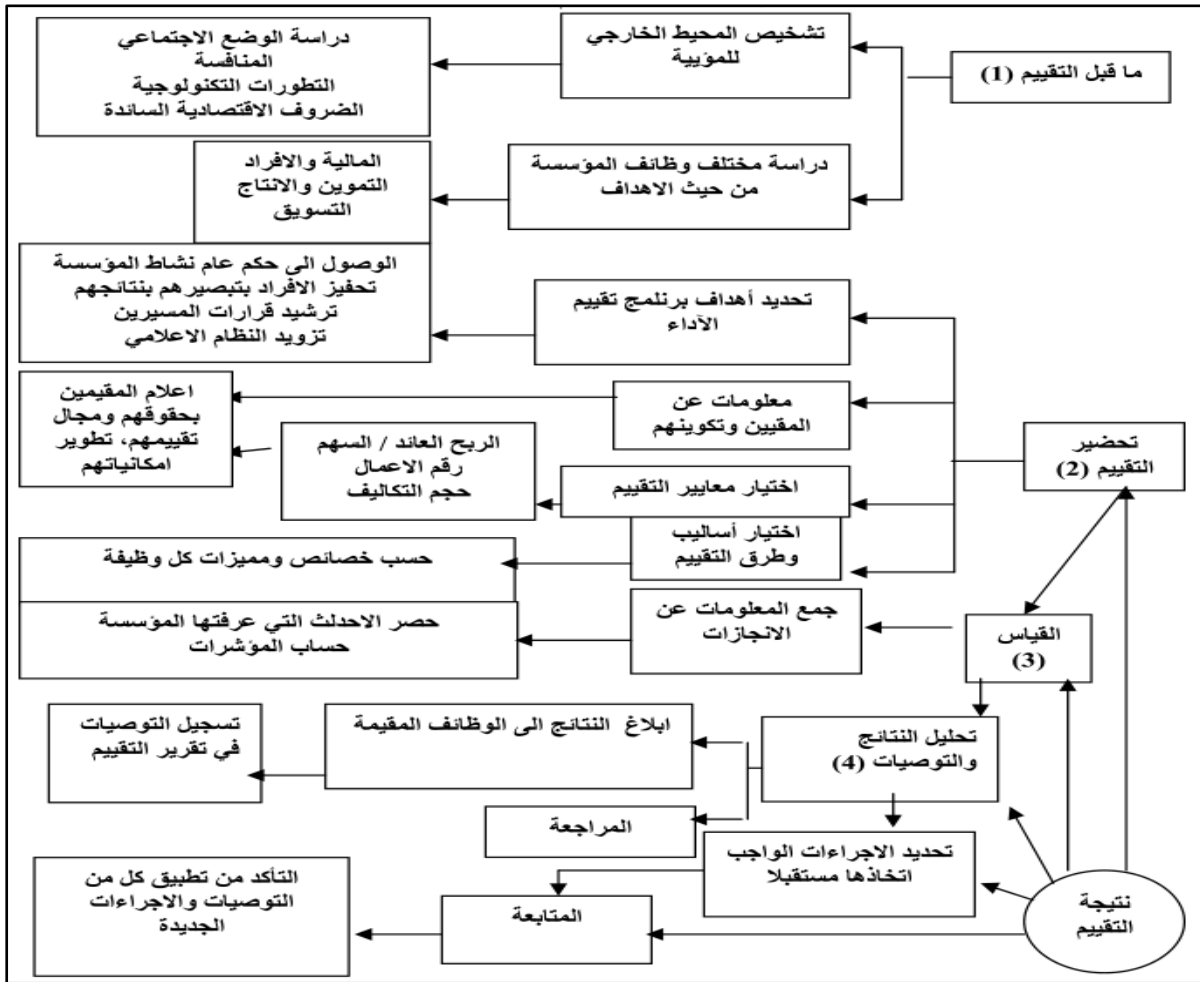 ما قبل التقييم (1)
تشخيص المحيط الخارجي
للمؤيية
دراسة الوضع الاجتماعي
المنافسة
التطورات التكنولوجية
الضروف الاقتصادية السائدة
دراسة مختلف وظائف المؤسسة
من حيث الاهداف
المالية والافراد
التموين والانتاج
التسويق
تحضير
التقييم (2)
تحديد أهداف برنلمج تقييم
الآداء
الوصول الى حكم عام نشاط المؤسسة
تحفيز الافراد بتبصيرهم بنتائجهم
ترشيد قرارات المسيرين
تزويد النظام الاعلامي
معلومات عن
المقيين وتكوينهم
اعلام المقيمين
بحقوقهم ومجال
تقييمهم، تطوير
امكانياتهم
اختيار معايير التقييم
الربح العائد / السهم
رقم الاعمال
حجم التكاليف
اختيار أساليب
وطرق التقييم
حسب خصائص ومميزات كل وظيفة
القياس
(3)
جمع المعلومات عن
الانجازات
حصر الاحدلث التي عرفتها المؤسسة
حساب المؤشرات
تحليل النتائج
والتوصيات (4)
ابلاغ النتائج الى الوظائف المقيمة
تسجيل التوصيات
في تقرير التقييم
المراجعة
تحديد الاجراءات الواجب
اتخاذها مستقبلا
نتيجة
التقييم
المتابعة
التأكد من تطبيق كل من
التوصيات والاجراءات
الجديدة